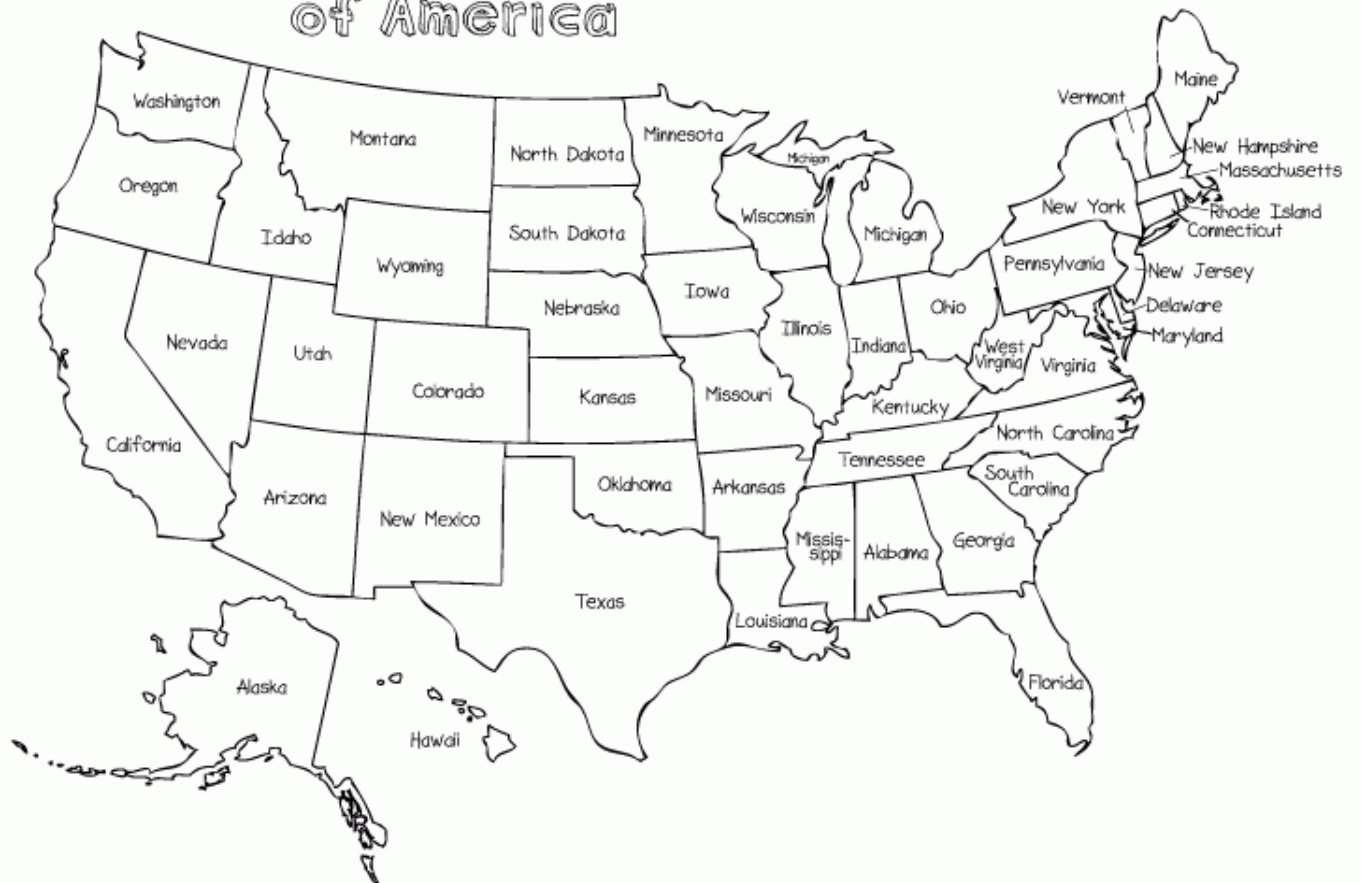 of America
Washington
Montana
North Dakota
Minnesota
Maine
Vermont
New Hampshire
Massachusetts
Michigan
Oregon
Idaho
Wyoming
South Dakota
Wisconsin
Michigan
New York
Rhode Island
Connecticut
Pennsylvania
New Jersey
Nebraska
Iowa
Illinois
Indiana
Ohio
Delaware
Maryland
Nevada
Utah
Colorado
Kansas
Missouri
West
Virginia
Virginia
Kentucky
California
Arizona
New Mexico
Oklahoma
Arkansas
Tennessee
North Carolina
South
Carolina
Missis-
sippi
Alabama
Georgia
Texas
Louisiana
Florida
Alaska
Hawaii